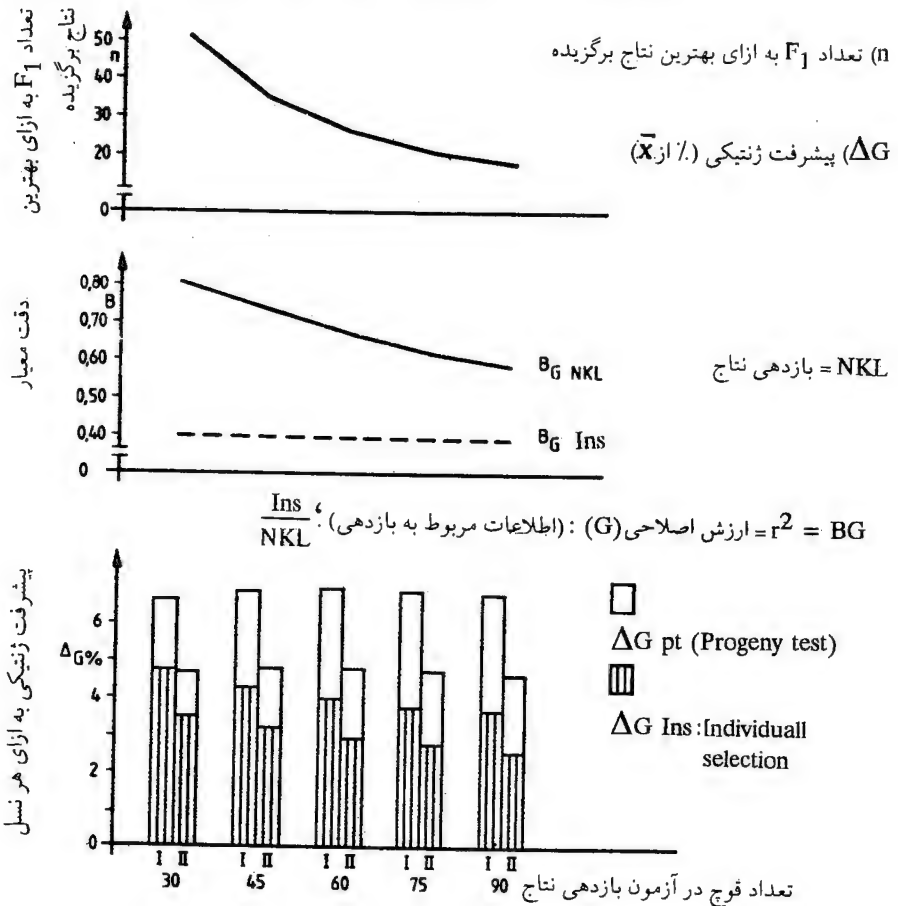 تعداد F1 به ازای بهترین
نتاج برگزیده
50
n
40
30
20
0
n) تعداد F1 به ازای بهترین نتاج برگزیده
ΔG) پیشرفت ژنتیکی (٪ از x̄)
دقت معیار
0,80
B
0,70
0,60
0,50
0,40
0
BG NKL
BG Ins
NKL = بازدهی نتاج
r² = BG = ارزش اصلاحی (G) : (اطلاعات مربوط به بازدهی) ؛ Ins/NKL
پیشرفت ژنتیکی به ازای هر نسل
6
ΔG%
4
2
0
ΔG pt (Progeny test)
ΔG Ins :Individuall
selection
I II I II I II I II I II
30 45 60 75 90
تعداد قوچ در آزمون بازدهی نتاج